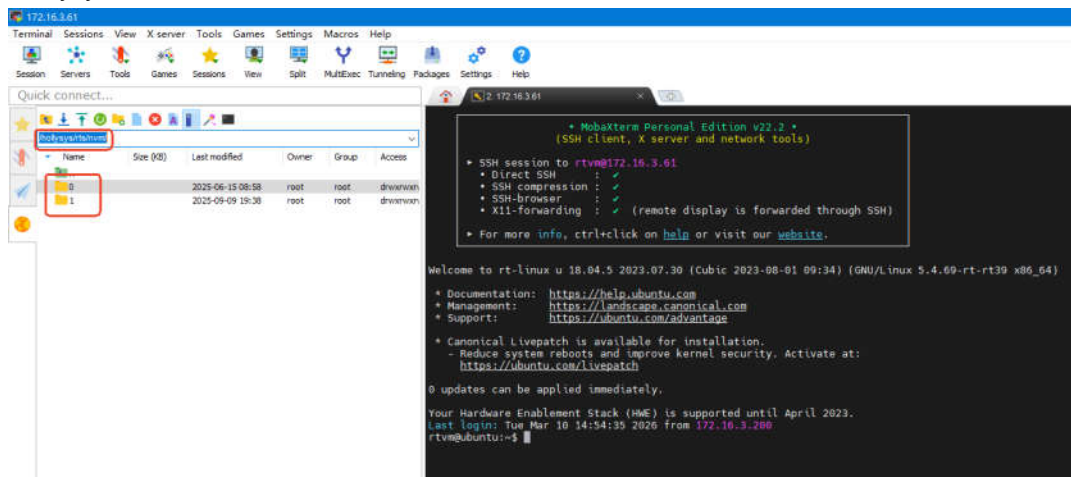 172.16.3.61
Terminal Sessions View X server Tools Games Settings Macros Help
Session Servers Tools Games Sessions View Split MultiExec Tunneling Packages Settings Help
Quick connect...
2. 172.16.3.61
/hollysys/rts/nvm/
Name Size (KB) Last modified Owner Group Access
..
0 2025-06-15 08:58 root root drwxrwxr
1 2025-09-09 19:38 root root drwxrwxr
• MobaXterm Personal Edition v22.2 •
(SSH client, X server and network tools)
► SSH session to rtvm@172.16.3.61
• Direct SSH : ✓
• SSH compression : ✓
• SSH-browser : ✓
• X11-forwarding : ✓ (remote display is forwarded through SSH)
► For more info, ctrl+click on help or visit our website.
Welcome to rt-linux u 18.04.5 2023.07.30 (Cubic 2023-08-01 09:34) (GNU/Linux 5.4.69-rt-rt39 x86_64)
* Documentation: https://help.ubuntu.com
* Management: https://landscape.canonical.com
* Support: https://ubuntu.com/advantage
* Canonical Livepatch is available for installation.
- Reduce system reboots and improve kernel security. Activate at:
https://ubuntu.com/livepatch
0 updates can be applied immediately.
Your Hardware Enablement Stack (HWE) is supported until April 2023.
Last login: Tue Mar 10 14:54:35 2026 from 172.16.3.200
rtvm@ubuntu:~$